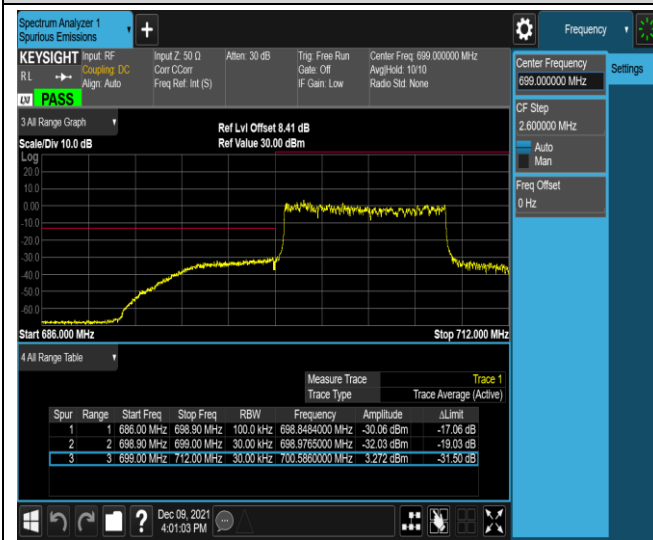 Spectrum Analyzer 1
Spurious Emissions
Frequency
KEYSIGHT Input: RF Input Z: 50 Ω Atten: 30 dB Trig: Free Run Center Freq: 699.000000 MHz
R L Coupling: DC Corr CCorr Gate: Off Avg|Hold: 10/10
Align: Auto Freq Ref: Int (S) IF Gain: Low Radio Std: None
LXI PASS
Center Frequency
699.000000 MHz
Settings
CF Step
2.600000 MHz
Auto
Man
Freq Offset
0 Hz
3 All Range Graph
Ref Lvl Offset 8.41 dB
Scale/Div 10.0 dB Ref Value 30.00 dBm
Log
20.0
10.0
0.00
-10.0
-20.0
-30.0
-40.0
-50.0
-60.0
Start 686.000 MHz Stop 712.000 MHz
4 All Range Table
Measure Trace Trace 1
Trace Type Trace Average (Active)
Spur Range Start Freq Stop Freq RBW Frequency Amplitude ΔLimit
1 1 686.00 MHz 698.90 MHz 100.0 kHz 698.8484000 MHz -30.06 dBm -17.06 dB
2 2 698.90 MHz 699.00 MHz 30.00 kHz 698.9765000 MHz -32.03 dBm -19.03 dB
3 3 699.00 MHz 712.00 MHz 30.00 kHz 700.5860000 MHz 3.272 dBm -31.50 dB
Dec 09, 2021
4:01:03 PM